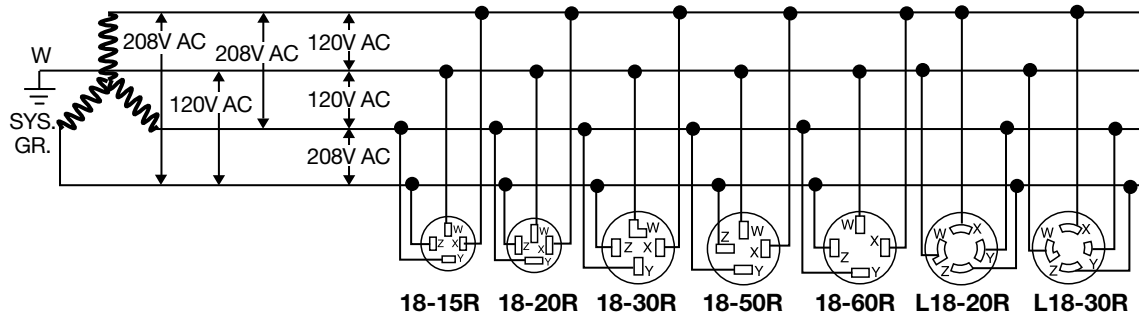 208V AC
208V AC
120V AC
W
120V AC
120V AC
SYS.
GR.
208V AC
W
Z
X
Y
W
Z
X
Y
W
Z
X
Y
W
Z
X
Y
W
X
Z
Y
W
X
Y
Z
W
X
Y
Z
18-15R
18-20R
18-30R
18-50R
18-60R
L18-20R
L18-30R